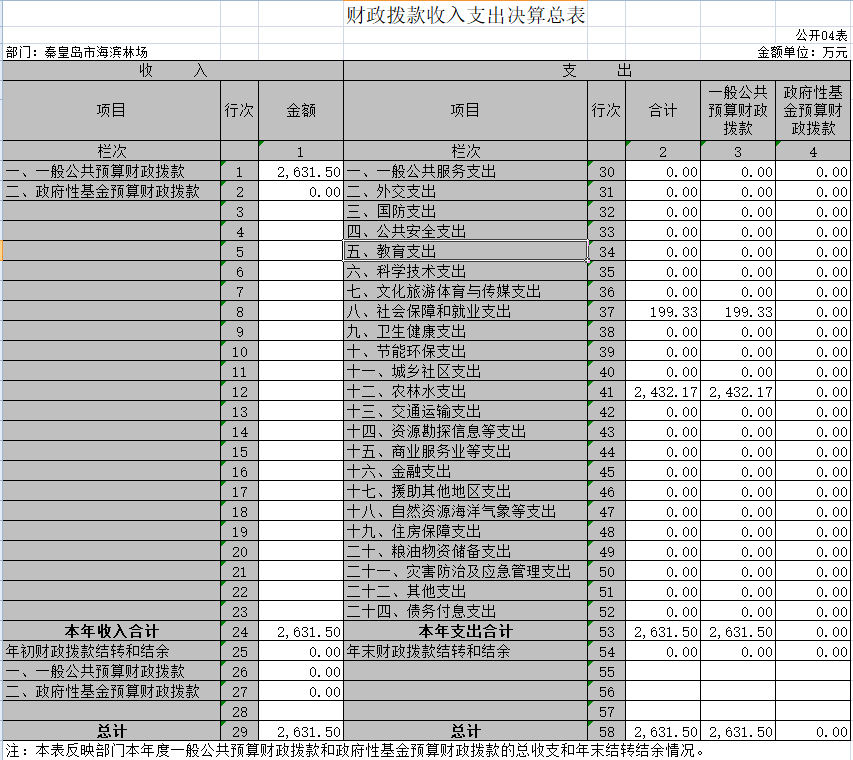 财政拨款收入支出决算总表
公开04表
部门：秦皇岛市海滨林场 金额单位：万元
收 入 支 出
项目 行次 金额 项目 行次 合计 一般公共预算财政拨款 政府性基金预算财政拨款
栏次 1 栏次 2 3 4
一、一般公共预算财政拨款 1 2,631.50 一、一般公共服务支出 30 0.00 0.00 0.00
二、政府性基金预算财政拨款 2 0.00 二、外交支出 31 0.00 0.00 0.00
3 三、国防支出 32 0.00 0.00 0.00
4 四、公共安全支出 33 0.00 0.00 0.00
5 五、教育支出 34 0.00 0.00 0.00
6 六、科学技术支出 35 0.00 0.00 0.00
7 七、文化旅游体育与传媒支出 36 0.00 0.00 0.00
8 八、社会保障和就业支出 37 199.33 199.33 0.00
9 九、卫生健康支出 38 0.00 0.00 0.00
10 十、节能环保支出 39 0.00 0.00 0.00
11 十一、城乡社区支出 40 0.00 0.00 0.00
12 十二、农林水支出 41 2,432.17 2,432.17 0.00
13 十三、交通运输支出 42 0.00 0.00 0.00
14 十四、资源勘探信息等支出 43 0.00 0.00 0.00
15 十五、商业服务业等支出 44 0.00 0.00 0.00
16 十六、金融支出 45 0.00 0.00 0.00
17 十七、援助其他地区支出 46 0.00 0.00 0.00
18 十八、自然资源海洋气象等支出 47 0.00 0.00 0.00
19 十九、住房保障支出 48 0.00 0.00 0.00
20 二十、粮油物资储备支出 49 0.00 0.00 0.00
21 二十一、灾害防治及应急管理支出 50 0.00 0.00 0.00
22 二十二、其他支出 51 0.00 0.00 0.00
23 二十四、债务付息支出 52 0.00 0.00 0.00
本年收入合计 24 2,631.50 本年支出合计 53 2,631.50 2,631.50 0.00
年初财政拨款结转和结余 25 0.00 年末财政拨款结转和结余 54 0.00 0.00 0.00
一、一般公共预算财政拨款 26 0.00 55
二、政府性基金预算财政拨款 27 0.00 56
28 57
总计 29 2,631.50 总计 58 2,631.50 2,631.50 0.00
注：本表反映部门本年度一般公共预算财政拨款和政府性基金预算财政拨款的总收支和年末结转结余情况。